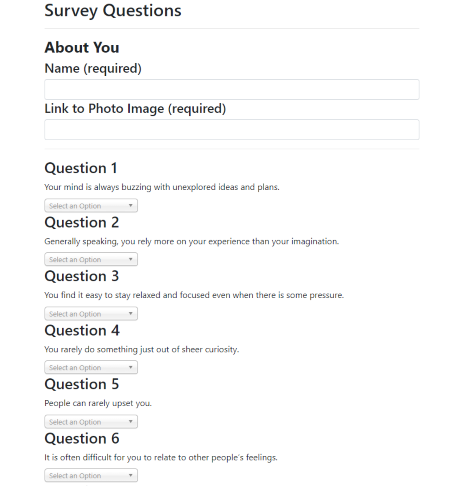 Survey Questions
About You
Name (required)
Link to Photo Image (required)
Question 1
Your mind is always buzzing with unexplored ideas and plans.
Select an Option
Question 2
Generally speaking, you rely more on your experience than your imagination.
Select an Option
Question 3
You find it easy to stay relaxed and focused even when there is some pressure.
Select an Option
Question 4
You rarely do something just out of sheer curiosity.
Select an Option
Question 5
People can rarely upset you.
Select an Option
Question 6
It is often difficult for you to relate to other people's feelings.
Select an Option